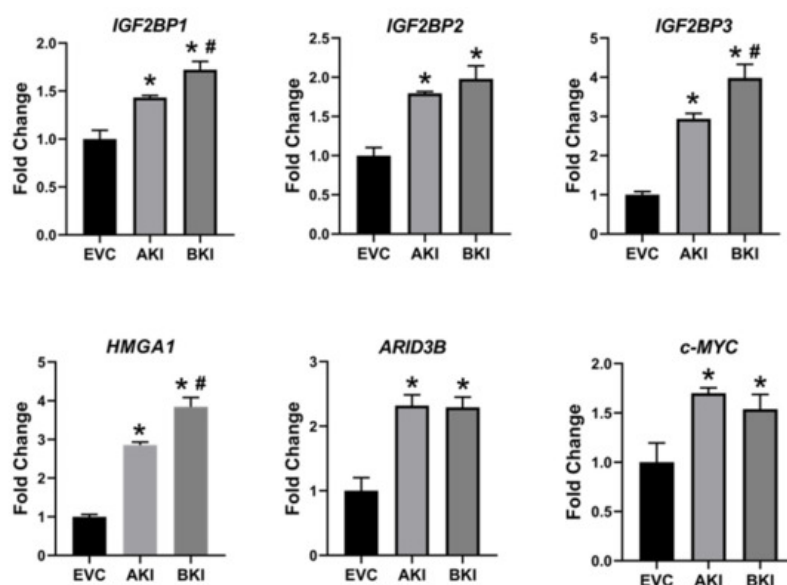 IGF2BP1
Fold Change
2.0
1.5
1.0
0.5
0.0
*
* #
EVC AKI BKI
IGF2BP2
Fold Change
2.5
2.0
1.5
1.0
0.5
0.0
*
*
EVC AKI BKI
IGF2BP3
Fold Change
5
4
3
2
1
0
*
* #
EVC AKI BKI
HMGA1
Fold Change
5
4
3
2
1
0
*
* #
EVC AKI BKI
ARID3B
Fold Change
3
2
1
0
*
*
EVC AKI BKI
c-MYC
Fold Change
2.0
1.5
1.0
0.5
0.0
*
*
EVC AKI BKI